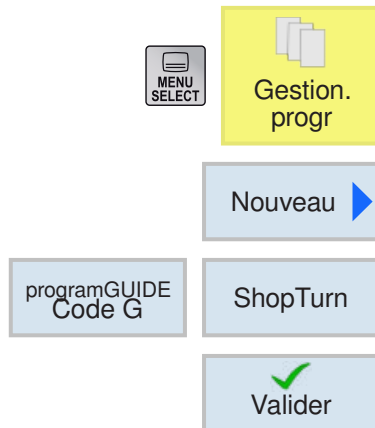 MENU
SELECT
Gestion.
progr
Nouveau
programGUIDE
Code G
ShopTurn
Valider